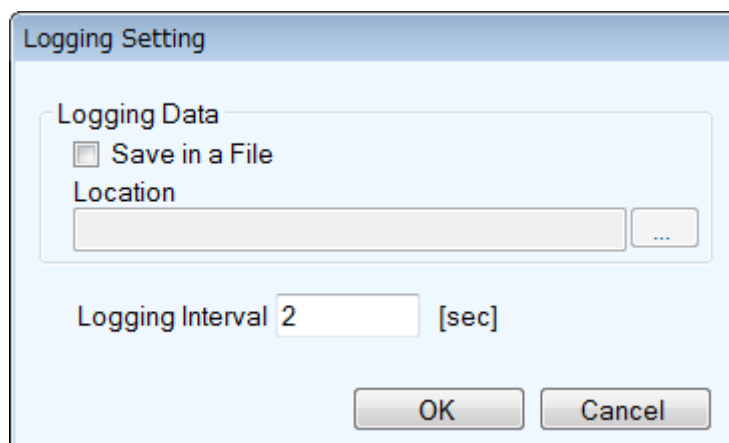 Logging Setting
Logging Data
Save in a File
Location
...
Logging Interval 2 [sec]
OK Cancel